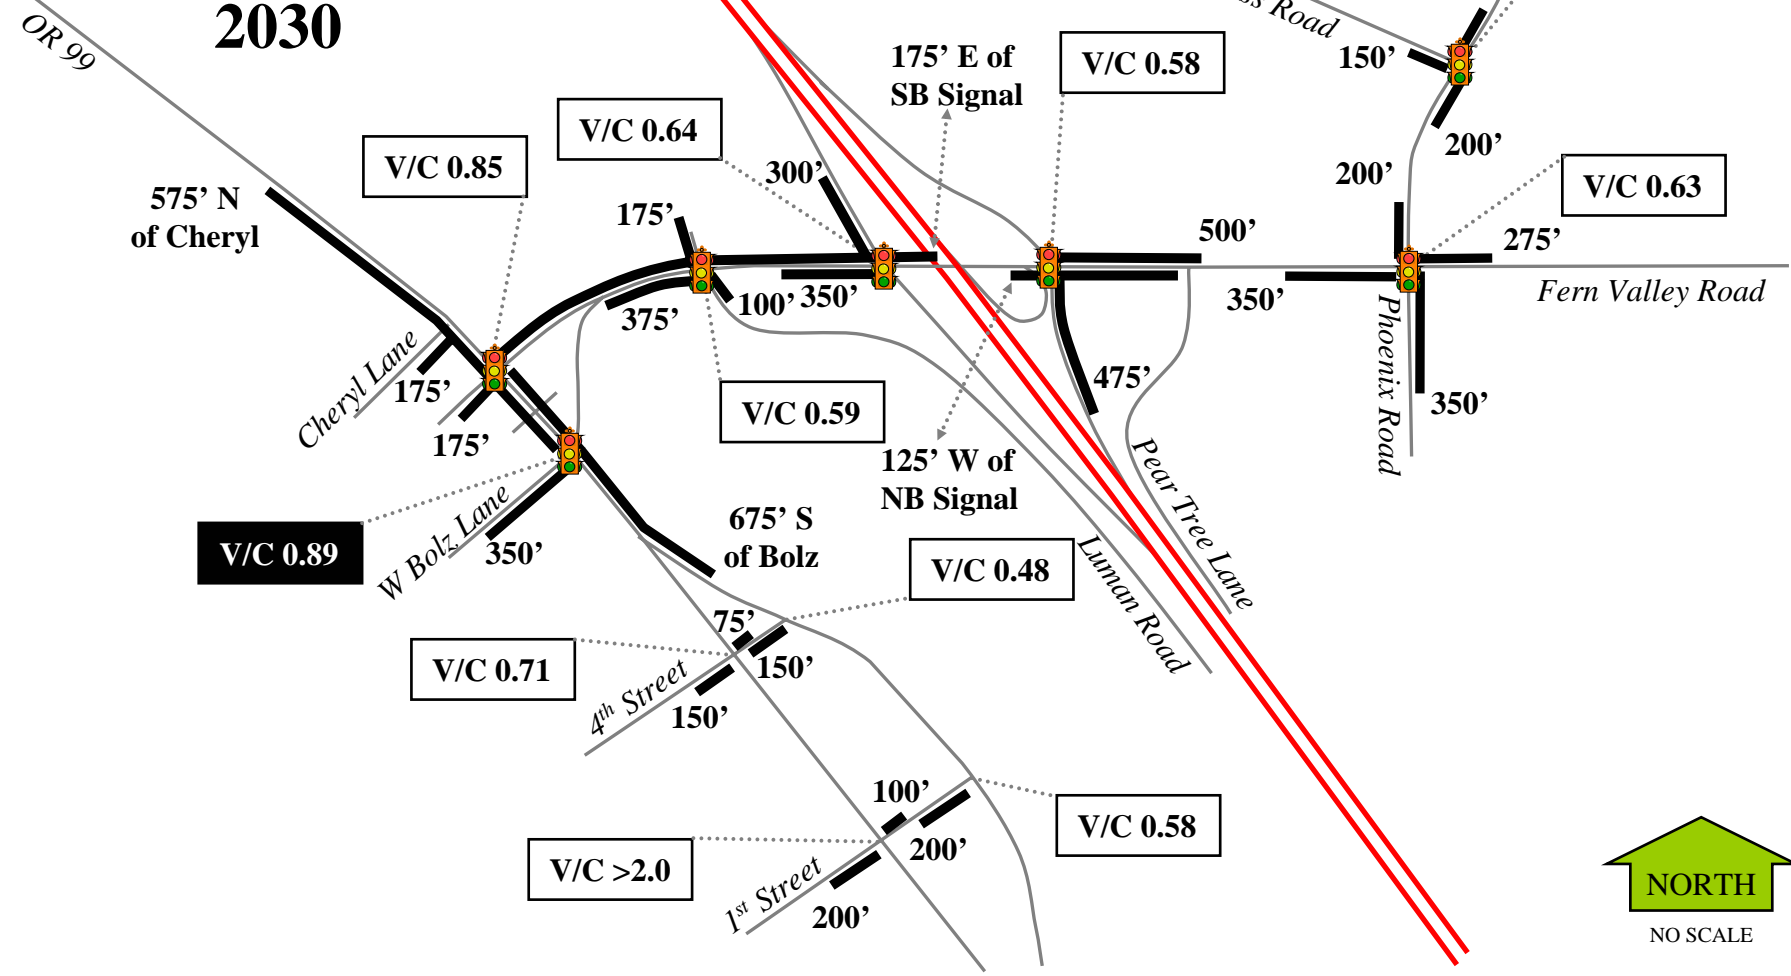 2030
OR 99
Road
150’
175’ E of
SB Signal
V/C 0.58
V/C 0.64
V/C 0.85
200’
200’
300’
V/C 0.63
575’ N
of Cheryl
175’
500’
275’
Fern Valley Road
375’
100’
350’
350’
Phoenix Road
Cheryl Lane
175’
475’
350’
V/C 0.59
175’
125’ W of
NB Signal
Pear Tree Lane
W Bolz Lane
V/C 0.89
350’
675’ S
of Bolz
V/C 0.48
Luman Road
75’
150’
V/C 0.71
4th Street
150’
100’
200’
V/C 0.58
V/C >2.0
1st Street
200’
NORTH
NO SCALE